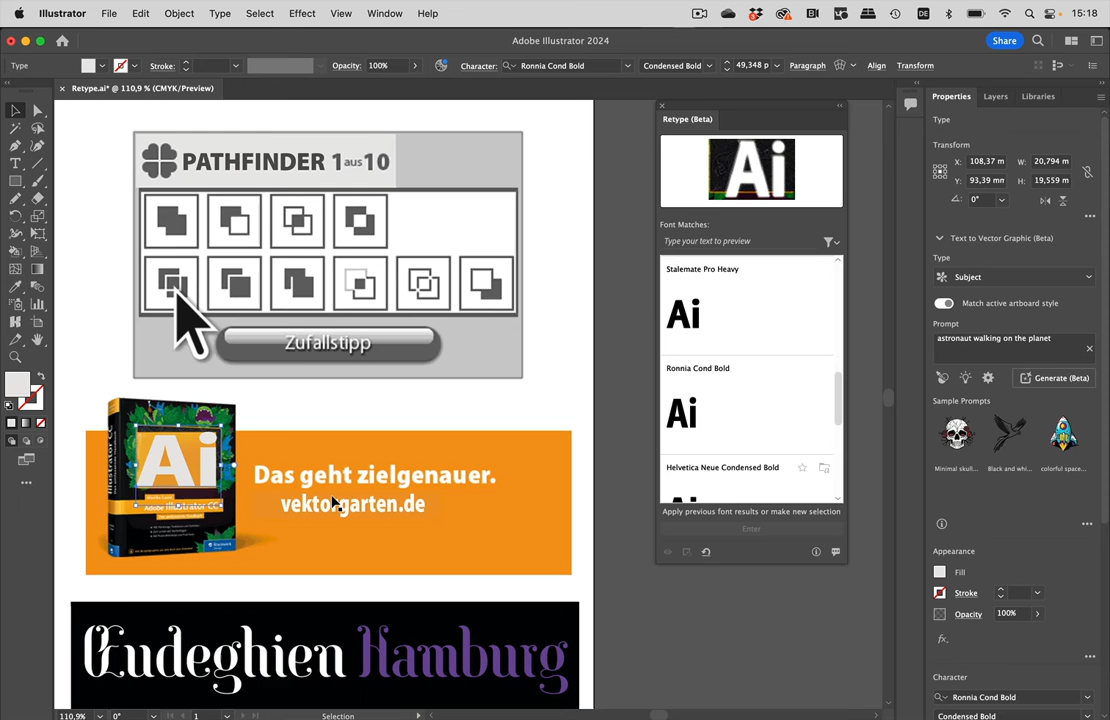 Illustrator File Edit Object Type Select Effect View Window Help
DE 15:18
Adobe Illustrator 2024
Share
Type Stroke: Opacity: 100% Character: Ronnia Cond Bold Condensed Bold 49,348 p Paragraph Align Transform
Retype.ai* @ 110,9 % (CMYK/Preview)
PATHFINDER 1 aus 10
Zufallstipp
Ai
Adobe Illustrator CC
Das geht zielgenauer.
vektorgarten.de
Œudeghien Hamburg
Retype (Beta)
Ai
Font Matches:
Type your text to preview
Stalemate Pro Heavy
Ai
Ronnia Cond Bold
Ai
Helvetica Neue Condensed Bold
Apply previous font results or make new selection
Enter
Properties Layers Libraries
Type
Transform
X: 108,37 m W: 20,794 m
Y: 93,39 mm H: 19,559 m
0°
Text to Vector Graphic (Beta)
Type
Subject
Match active artboard style
Prompt
astronaut walking on the planet
Generate (Beta)
Sample Prompts
Minimal skull... Black and whi... colorful space...
Appearance
Fill
Stroke
Opacity 100%
fx.
Character
Ronnia Cond Bold
Condensed Bold
110,9% 0° 1 Selection